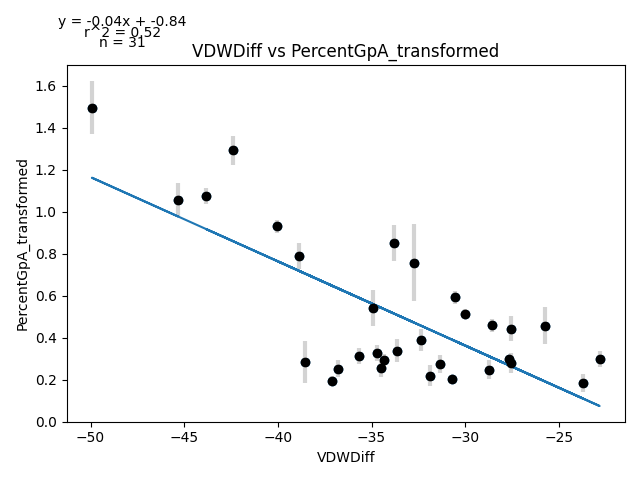 y = -0.04x + -0.84
r^2 = 0.52
n = 31
VDWDiff vs PercentGpA_transformed
PercentGpA_transformed
1.6
1.4
1.2
1.0
0.8
0.6
0.4
0.2
0.0
−50 −45 −40 −35 −30 −25
VDWDiff